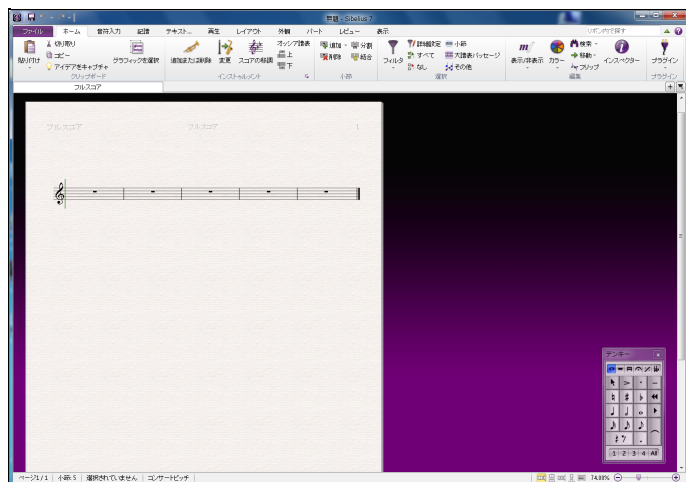 無題 - Sibelius 7
ファイル ホーム 音符入力 記譜 テキスト... 再生 レイアウト 外観 パート レビュー 表示 リボン内で探す
貼り付け 切り取り コピー アイデアをキャプチャ グラフィックを選択
クリップボード
追加または削除 変更 スコアの移調 オッシア譜表 上 下
インストゥルメント
追加 分割 削除 結合
小節
フィルタ 詳細設定 すべて なし 小節 大譜表パッセージ その他
選択
表示/非表示 カラー 検索 移動 フリップ インスペクター
編集
プラグイン
プラグイン
フルスコア
フルスコア フルスコア 1
テンキー
1 2 3 4 All
ページ1/1 小節: 5 選択されていません コンサートピッチ 74.08%